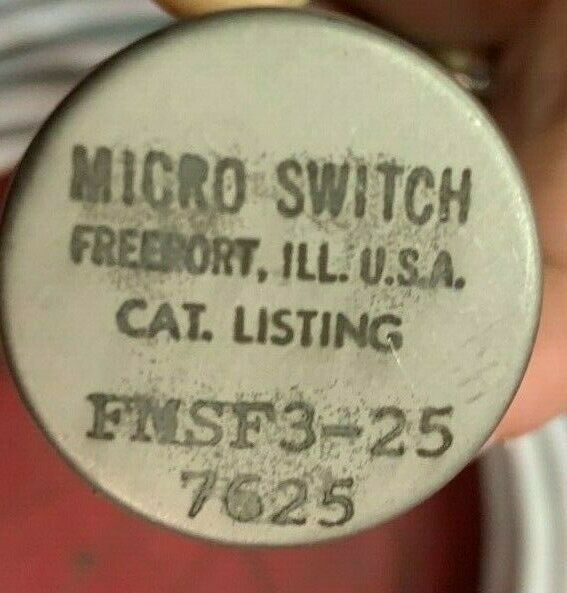 MICRO SWITCH
FREEPORT, ILL. U.S.A.
CAT. LISTING
FMSF3-25
7625